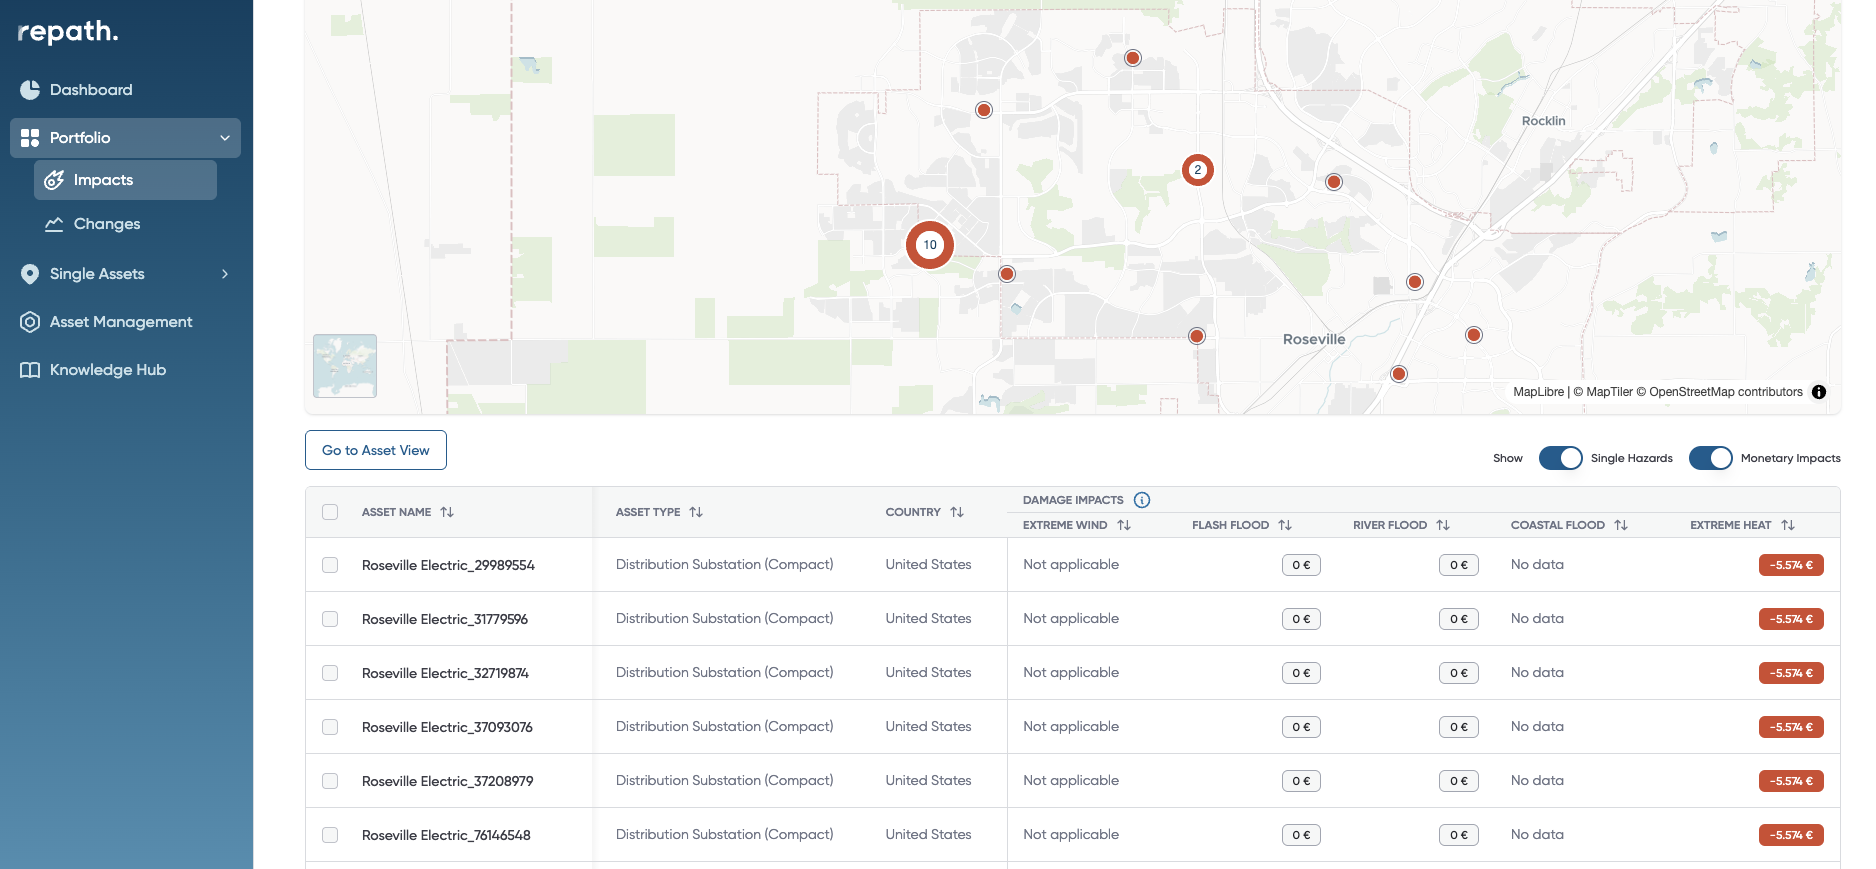 repath.
Dashboard
Portfolio
Impacts
Changes
Single Assets
Asset Management
Knowledge Hub
Rocklin
2
10
Roseville
MapLibre | © MapTiler © OpenStreetMap contributors
Go to Asset View
Show Single Hazards Monetary Impacts
ASSET NAME ASSET TYPE COUNTRY DAMAGE IMPACTS
EXTREME WIND FLASH FLOOD RIVER FLOOD COASTAL FLOOD EXTREME HEAT
Roseville Electric_29989554 Distribution Substation (Compact) United States Not applicable 0 € 0 € No data -5.574 €
Roseville Electric_31779596 Distribution Substation (Compact) United States Not applicable 0 € 0 € No data -5.574 €
Roseville Electric_32719874 Distribution Substation (Compact) United States Not applicable 0 € 0 € No data -5.574 €
Roseville Electric_37093076 Distribution Substation (Compact) United States Not applicable 0 € 0 € No data -5.574 €
Roseville Electric_37208979 Distribution Substation (Compact) United States Not applicable 0 € 0 € No data -5.574 €
Roseville Electric_76146548 Distribution Substation (Compact) United States Not applicable 0 € 0 € No data -5.574 €